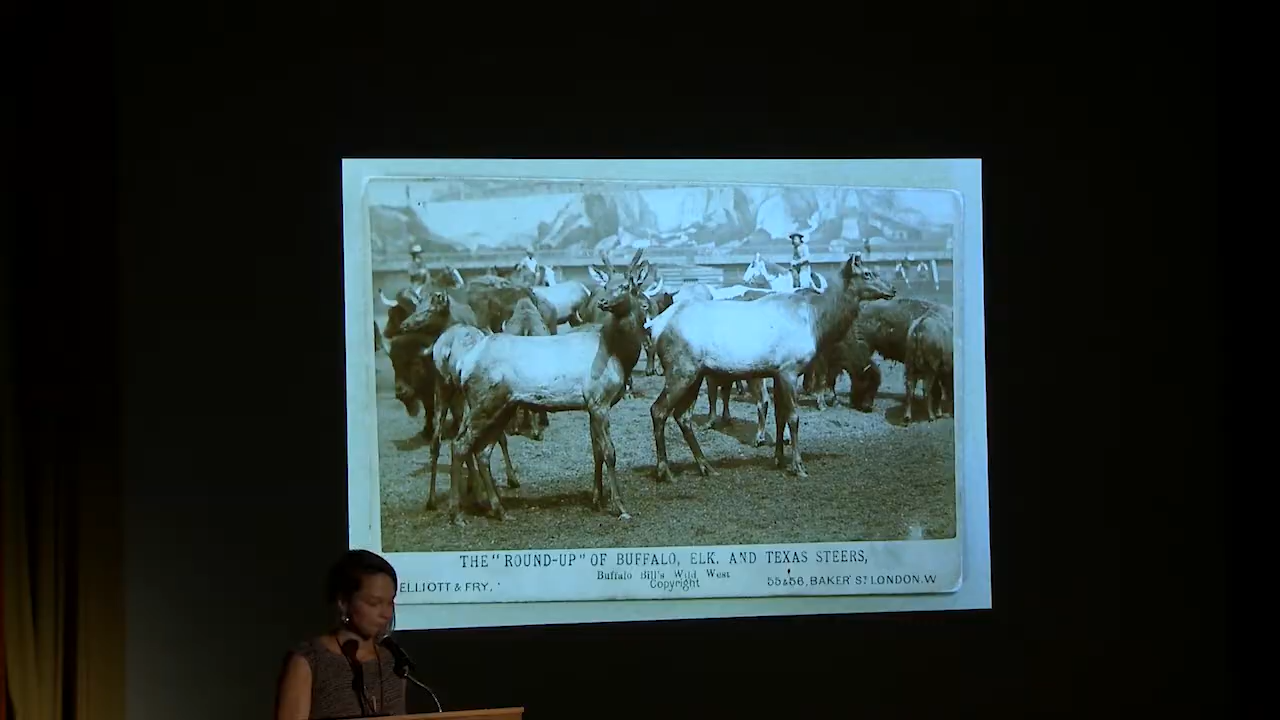 THE "ROUND-UP" OF BUFFALO, ELK, AND TEXAS STEERS,
Buffalo Bill's Wild West
ELLIOTT & FRY,
Copyright
55 & 56, BAKER ST LONDON. W